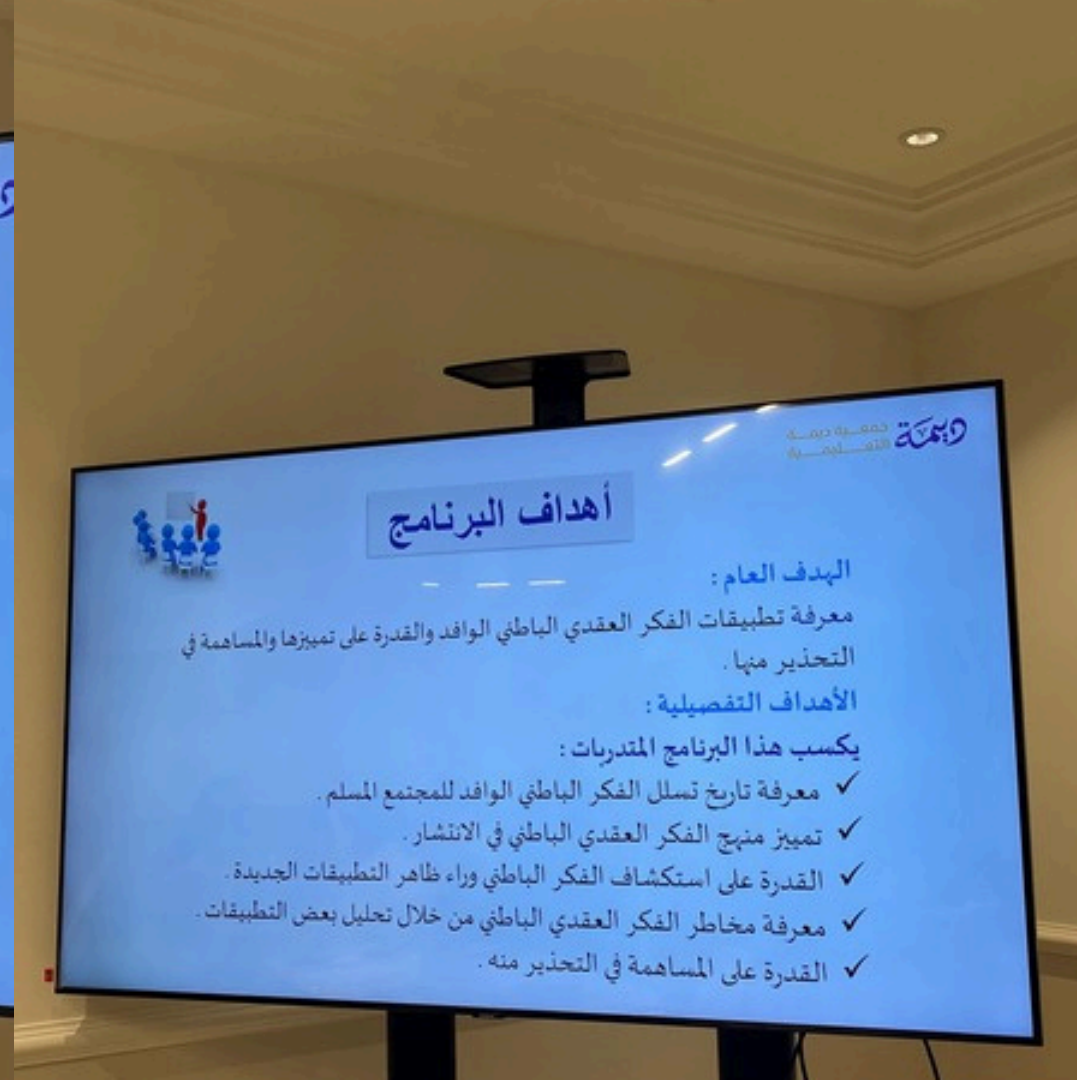 ديمة
جمعية ديمة
التعليمية
أهداف البرنامج
الهدف العام :
معرفة تطبيقات الفكر العقدي الباطني الوافد والقدرة على تمييزها والمساهمة في
التحذير منها .
الأهداف التفصيلية :
يكسب هذا البرنامج المتدربات :
✓ معرفة تاريخ تسلل الفكر الباطني الوافد للمجتمع المسلم .
✓ تمييز منهج الفكر العقدي الباطني في الانتشار .
✓ القدرة على استكشاف الفكر الباطني وراء ظاهر التطبيقات الجديدة .
✓ معرفة مخاطر الفكر العقدي الباطني من خلال تحليل بعض التطبيقات .
✓ القدرة على المساهمة في التحذير منه .